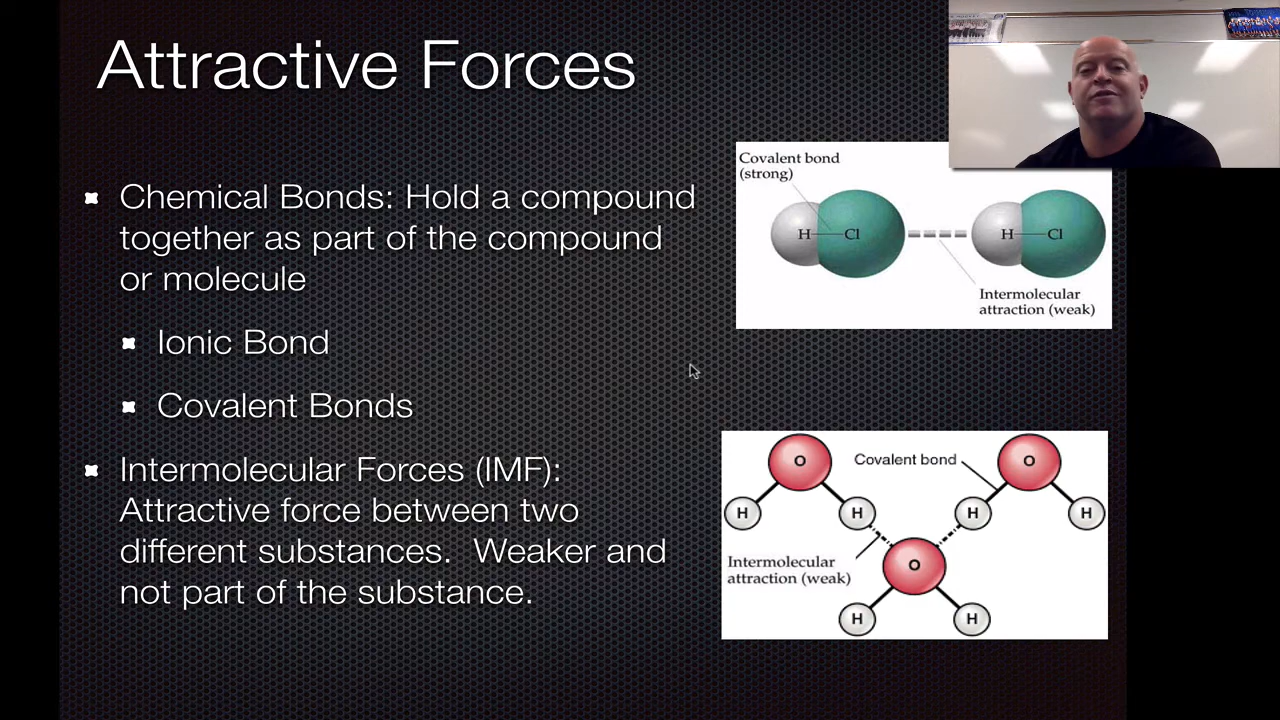 Attractive Forces
Chemical Bonds: Hold a compound
together as part of the compound
or molecule
Ionic Bond
Covalent Bonds
Intermolecular Forces (IMF):
Attractive force between two
different substances.  Weaker and
not part of the substance.
Covalent bond
(strong)
H Cl
H Cl
Intermolecular
attraction (weak)
O
Covalent bond
O
H
H
H
H
Intermolecular
attraction (weak)
O
H
H